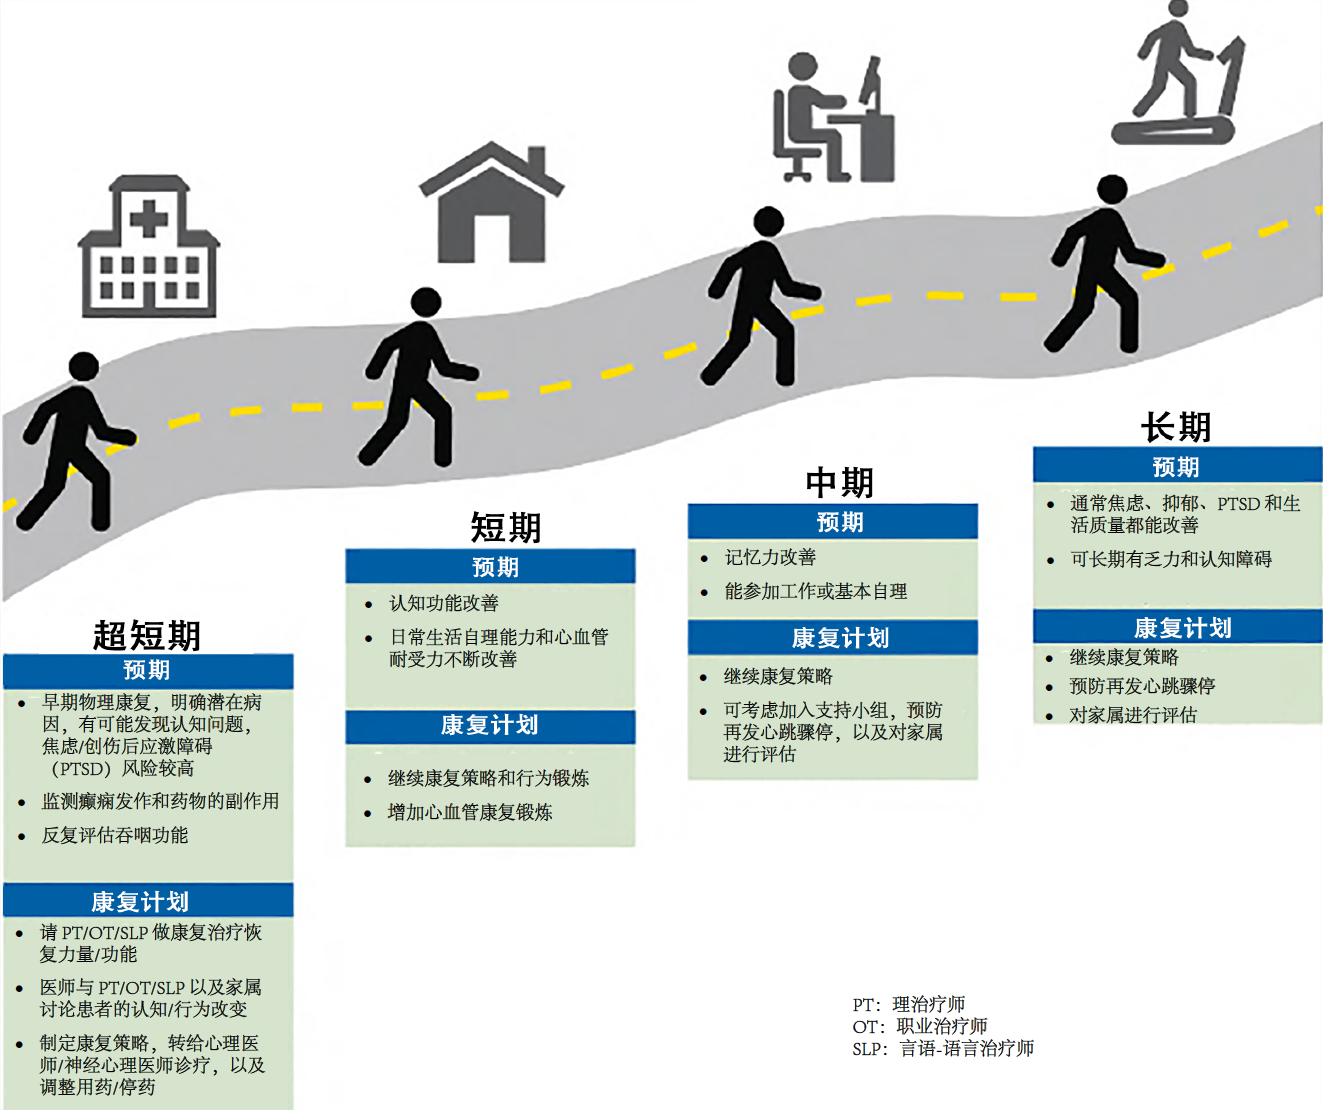 超短期
预期
• 早期物理康复，明确潜在病
因，有可能发现认知问题，
焦虑/创伤后应激障碍
（PTSD）风险较高
• 监测癫痫发作和药物的副作用
• 反复评估吞咽功能
康复计划
• 请 PT/OT/SLP 做康复治疗恢
复力量/功能
• 医师与 PT/OT/SLP 以及家属
讨论患者的认知/行为改变
• 制定康复策略，转给心理医
师/神经心理医师诊疗，以及
调整用药/停药
短期
预期
• 认知功能改善
• 日常生活自理能力和心血管
耐受力不断改善
康复计划
• 继续康复策略和行为锻炼
• 增加心血管康复锻炼
中期
预期
• 记忆力改善
• 能参加工作或基本自理
康复计划
• 继续康复策略
• 可考虑加入支持小组，预防
再发心跳骤停，以及对家属
进行评估
长期
预期
• 通常焦虑、抑郁、PTSD 和生
活质量都能改善
• 可长期有乏力和认知障碍
康复计划
• 继续康复策略
• 预防再发心跳骤停
• 对家属进行评估
PT：理治疗师
OT：职业治疗师
SLP：言语-语言治疗师